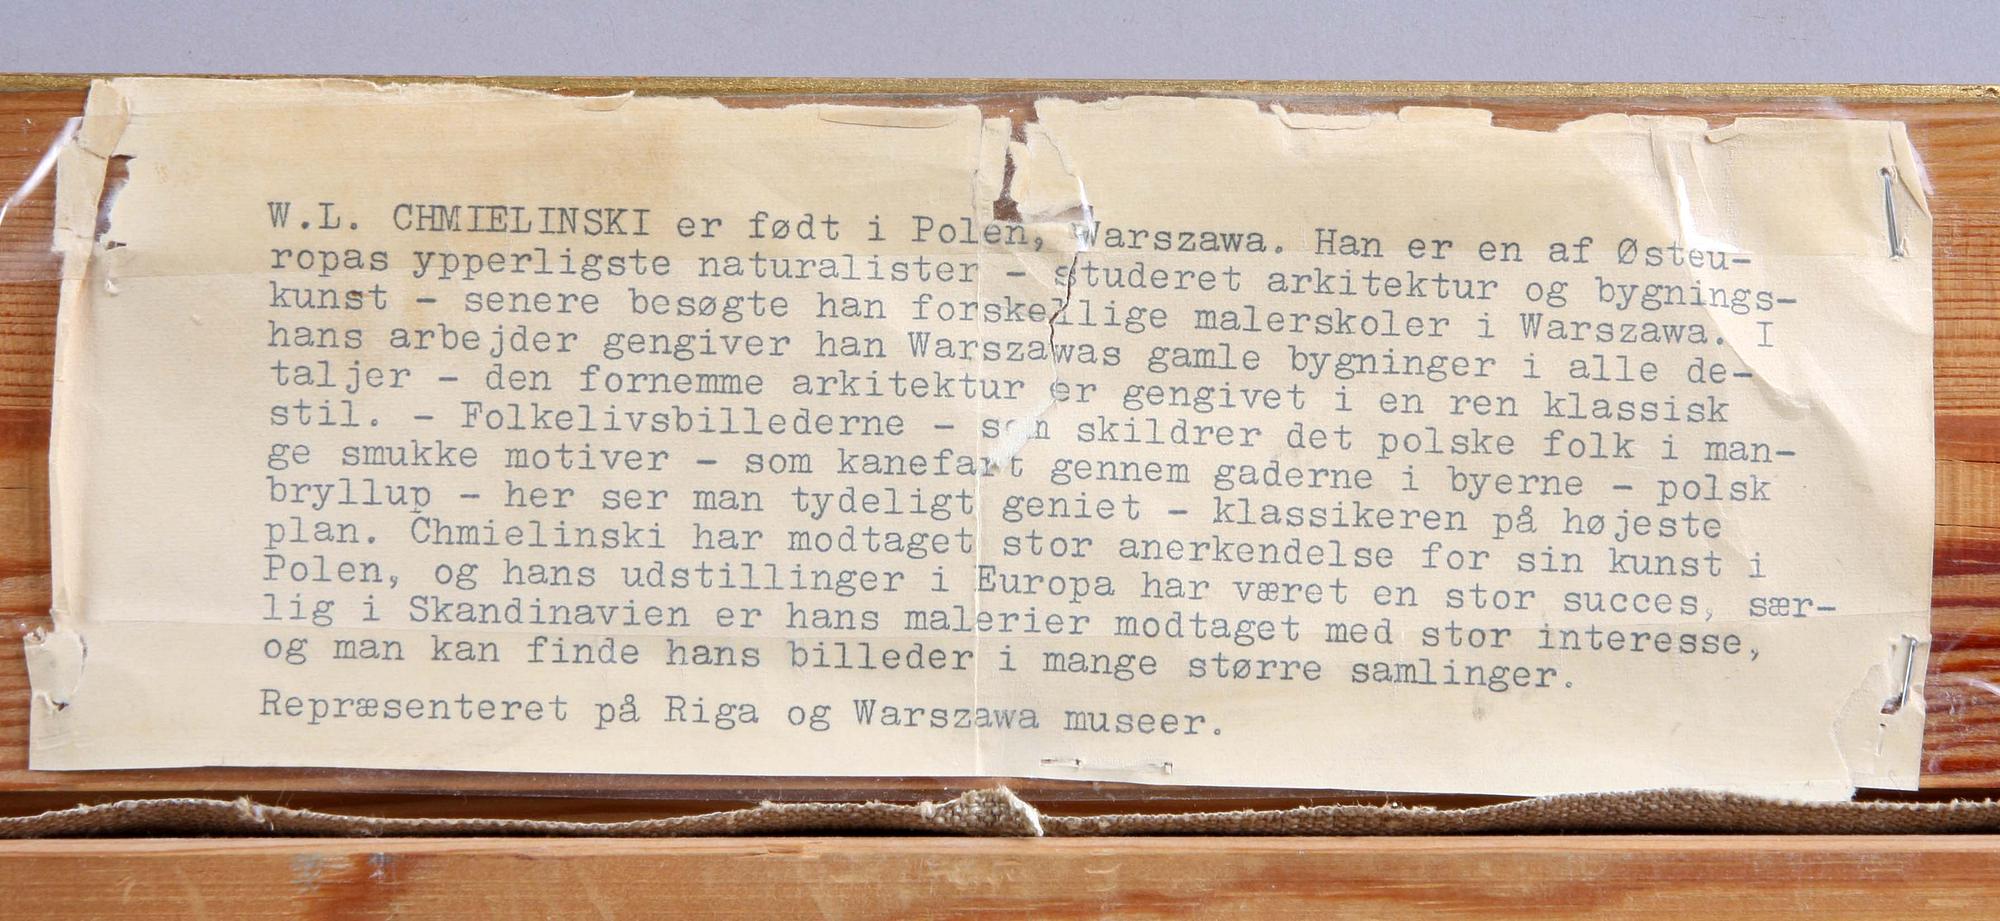 W.L. CHMIELINSKI er født i Polen, Warszawa. Han er en af Østeu-
ropas ypperligste naturalister - studeret arkitektur og bygnings-
kunst - senere besøgte han forskellige malerskoler i Warszawa. I
hans arbejder gengiver han Warszawas gamle bygninger i alle de-
taljer - den fornemme arkitektur er gengivet i en ren klassisk
stil. - Folkelivsbillederne - som skildrer det polske folk i man-
ge smukke motiver - som kanefart gennem gaderne i byerne - polsk
bryllup - her ser man tydeligt geniet - klassikeren på højeste
plan. Chmielinski har modtaget stor anerkendelse for sin kunst i
Polen, og hans udstillinger i Europa har været en stor succes, sær-
lig i Skandinavien er hans malerier modtaget med stor interesse,
og man kan finde hans billeder i mange større samlinger.
Repræsenteret på Riga og Warszawa museer.